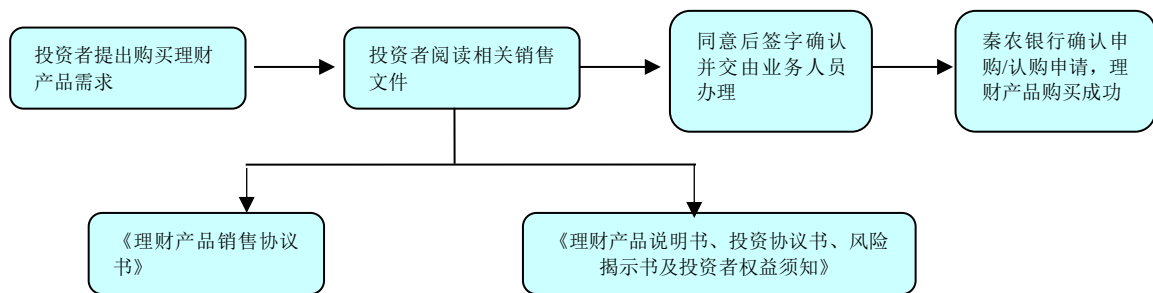 投资者提出购买理财
产品需求
投资者阅读相关销售
文件
同意后签字确认
并交由业务人员
办理
秦农银行确认申
购/认购申请，理
财产品购买成功
《理财产品销售协议
书》
《理财产品说明书、投资协议书、风险
揭示书及投资者权益须知》